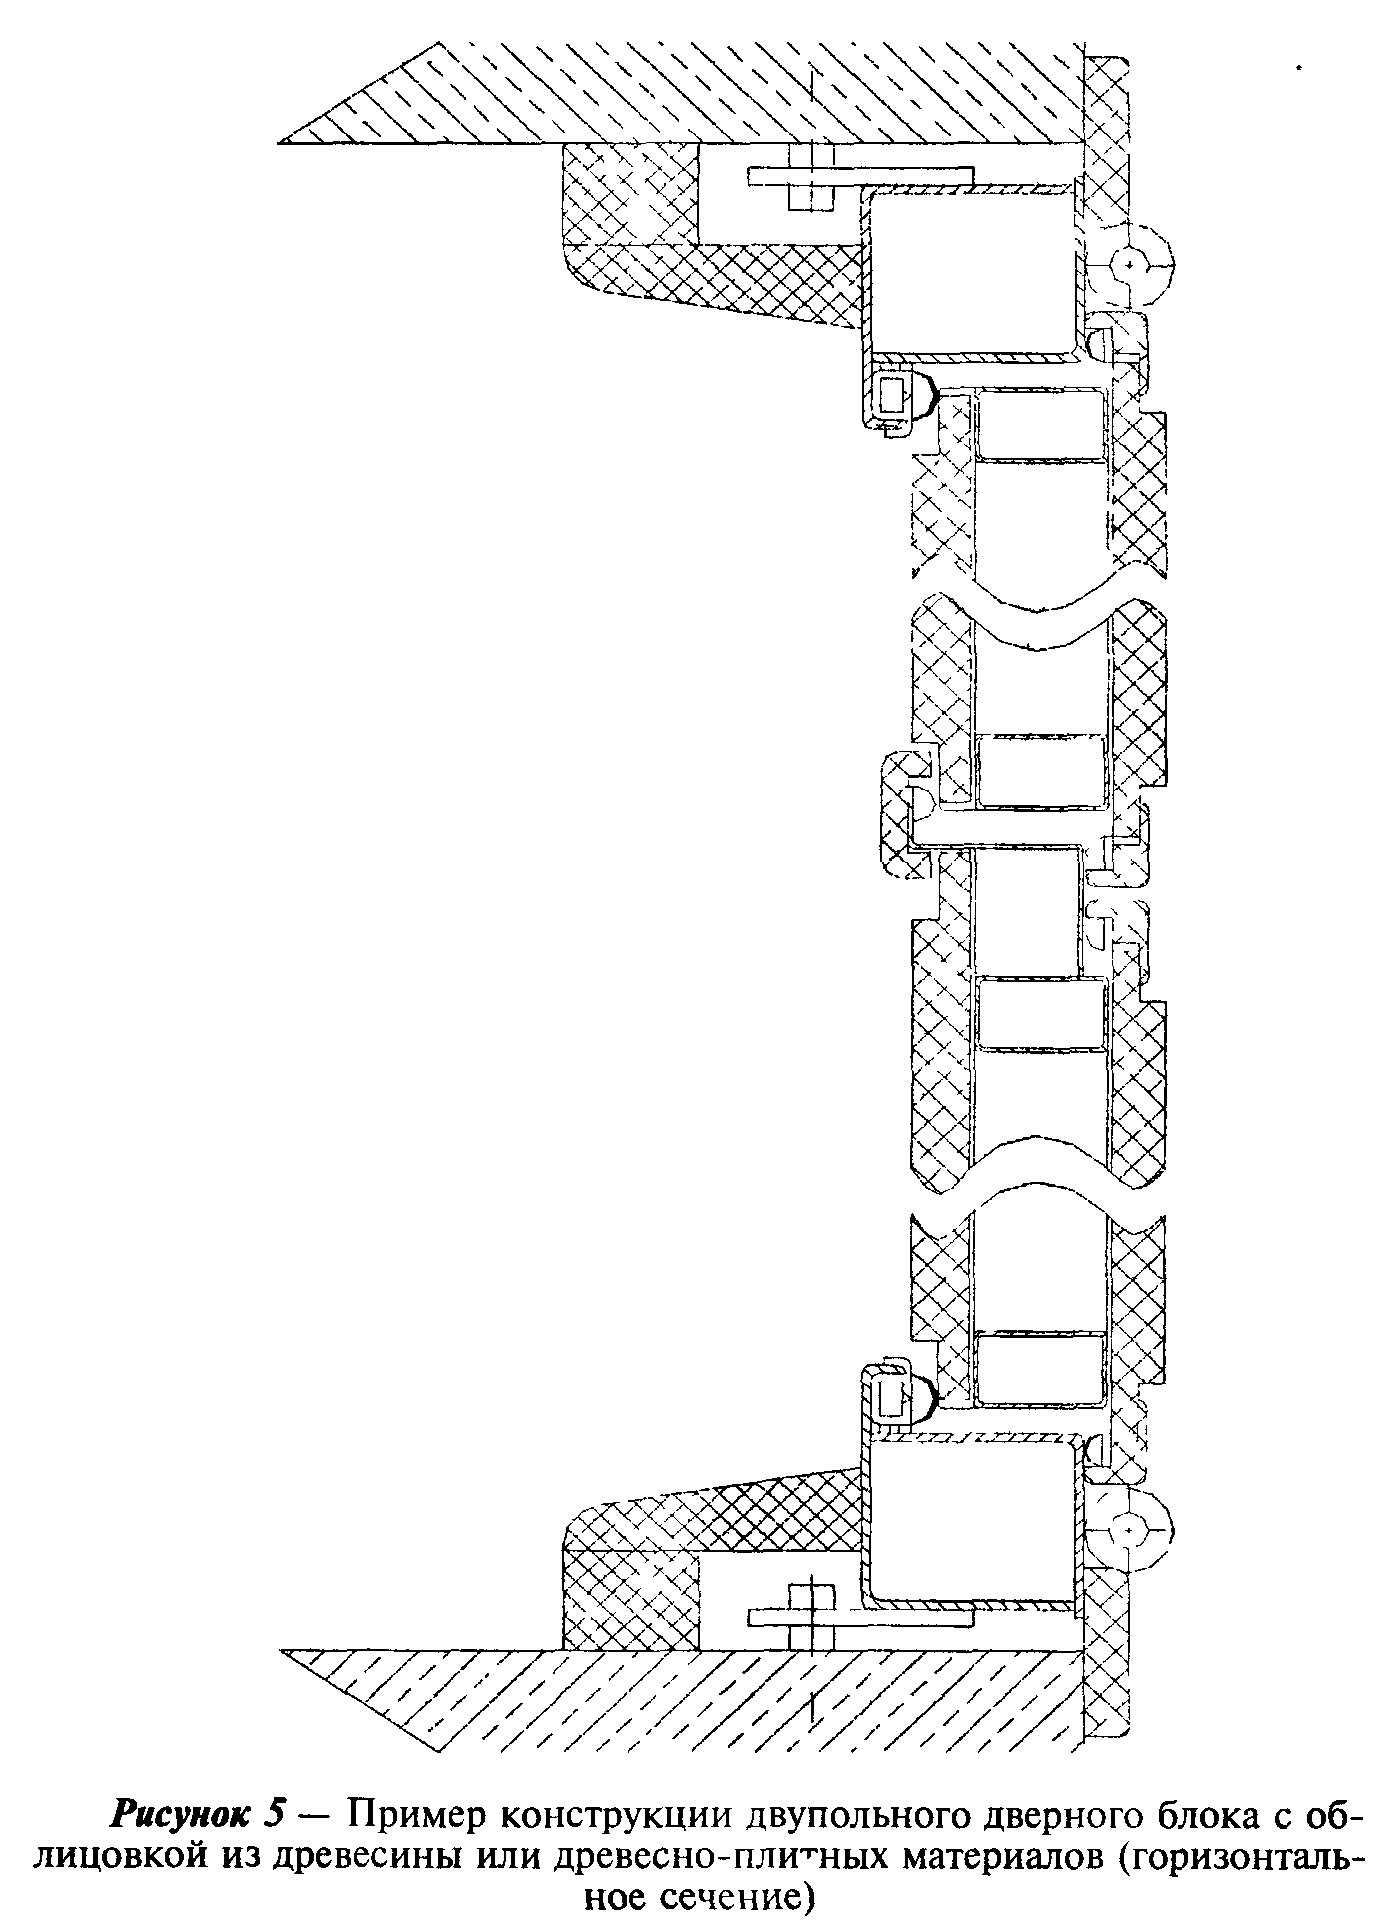 Рисунок 5 — Пример конструкции двупольного дверного блока с об-
лицовкой из древесины или древесно-плитных материалов (горизонталь-
ное сечение)